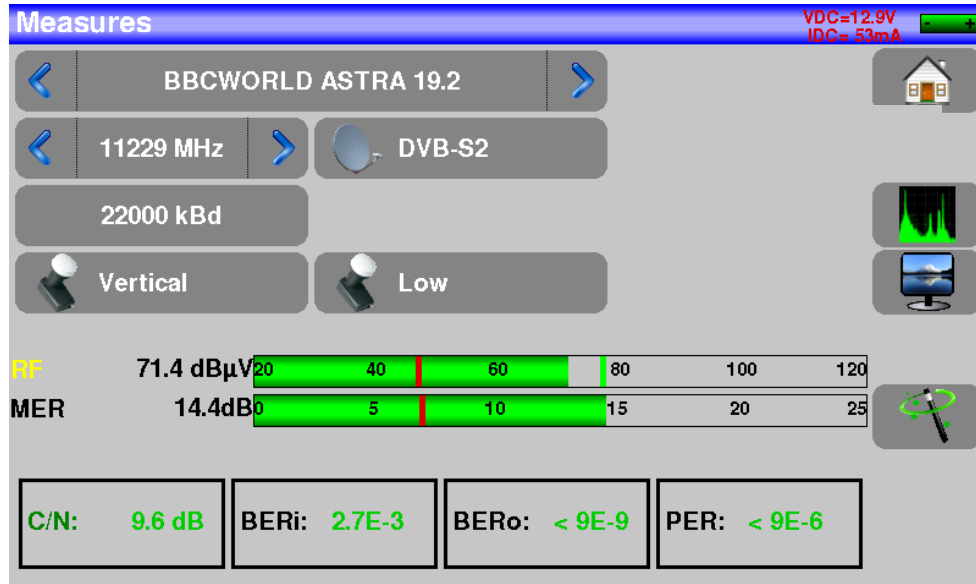 Measures
VDC=12.9V
IDC= 53mA
- +
BBCWORLD ASTRA 19.2
11229 MHz
DVB-S2
22000 kBd
Vertical
Low
RF 71.4 dBµV 20 40 60 80 100 120
MER 14.4dB 0 5 10 15 20 25
C/N: 9.6 dB BERi: 2.7E-3 BERo: < 9E-9 PER: < 9E-6